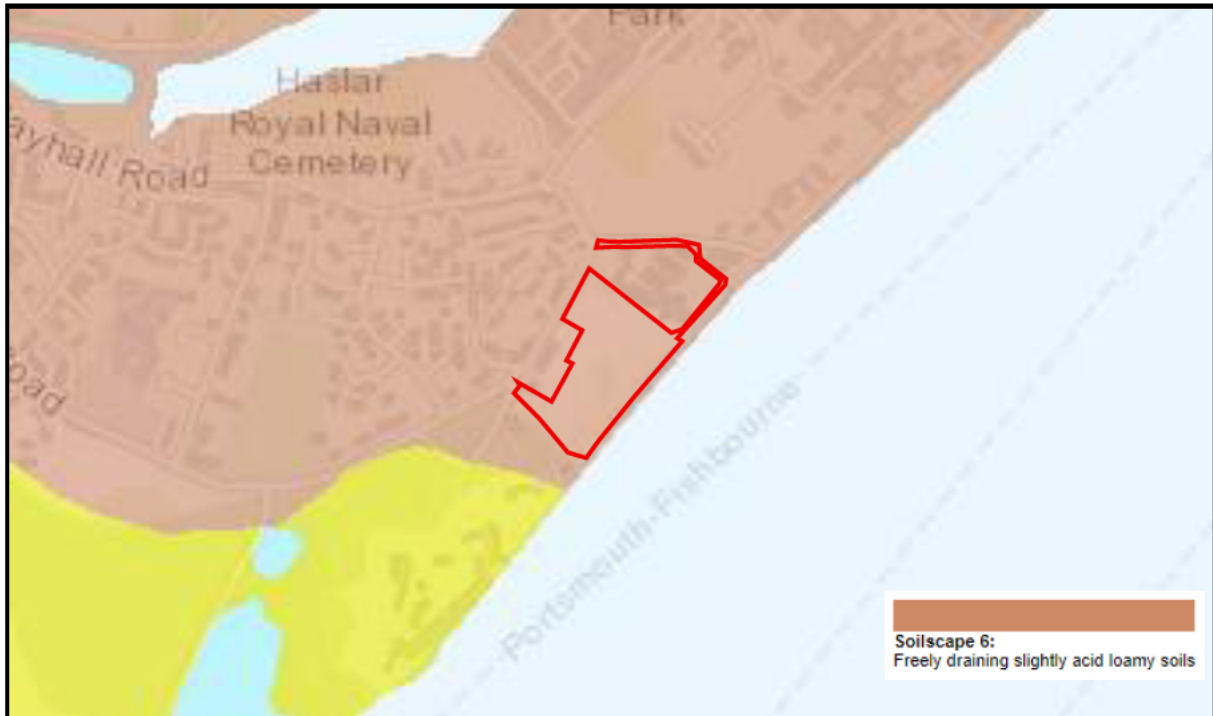 Park
Haslar
Royal Naval
Cemetery
ayhall Road
oad
Portsmouth-Fishbourne
Soilscape 6:
Freely draining slightly acid loamy soils